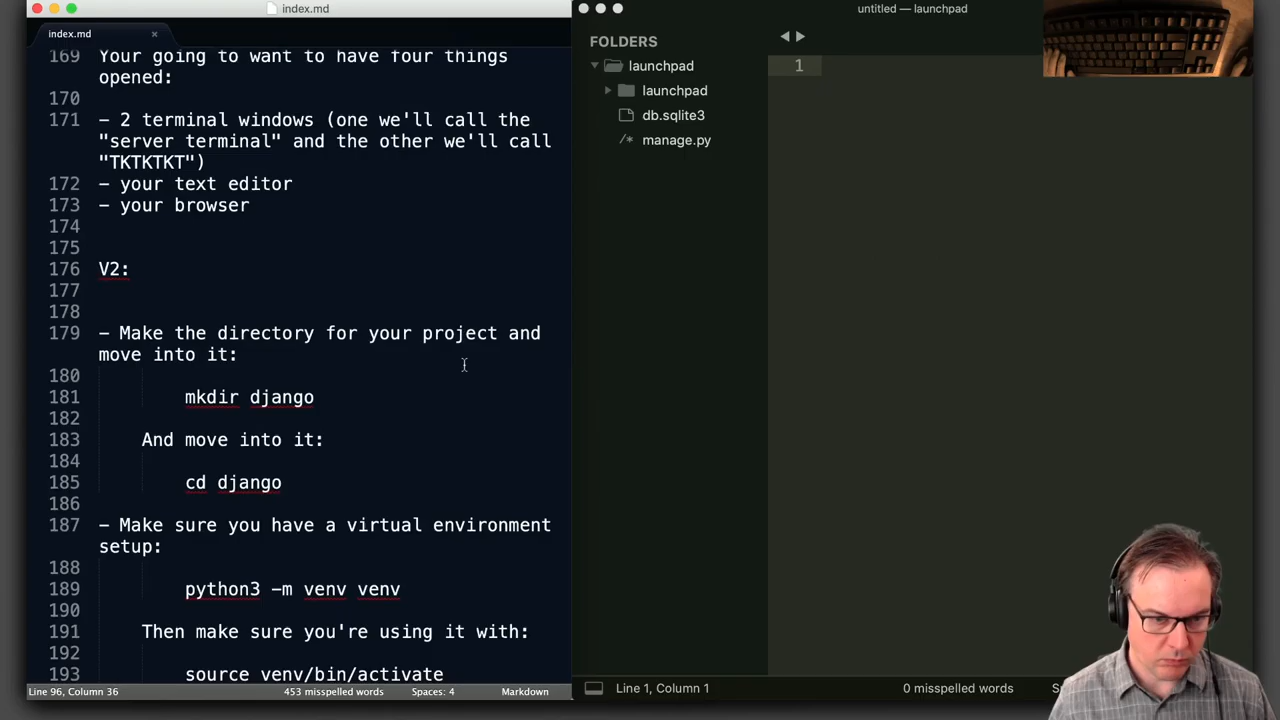 index.md
untitled — launchpad
index.md ×
169 Your going to want to have four things
opened:
170
171 - 2 terminal windows (one we'll call the
"server terminal" and the other we'll call
"TKTKTKT")
172 - your text editor
173 - your browser
174
175
176 V2:
177
178
179 - Make the directory for your project and
move into it:
180
181 mkdir django
182
183 And move into it:
184
185 cd django
186
187 - Make sure you have a virtual environment
setup:
188
189 python3 -m venv venv
190
191 Then make sure you're using it with:
192
193 source venv/bin/activate
Line 96, Column 36 453 misspelled words Spaces: 4 Markdown
FOLDERS
launchpad
launchpad
db.sqlite3
/* manage.py
1
Line 1, Column 1 0 misspelled words